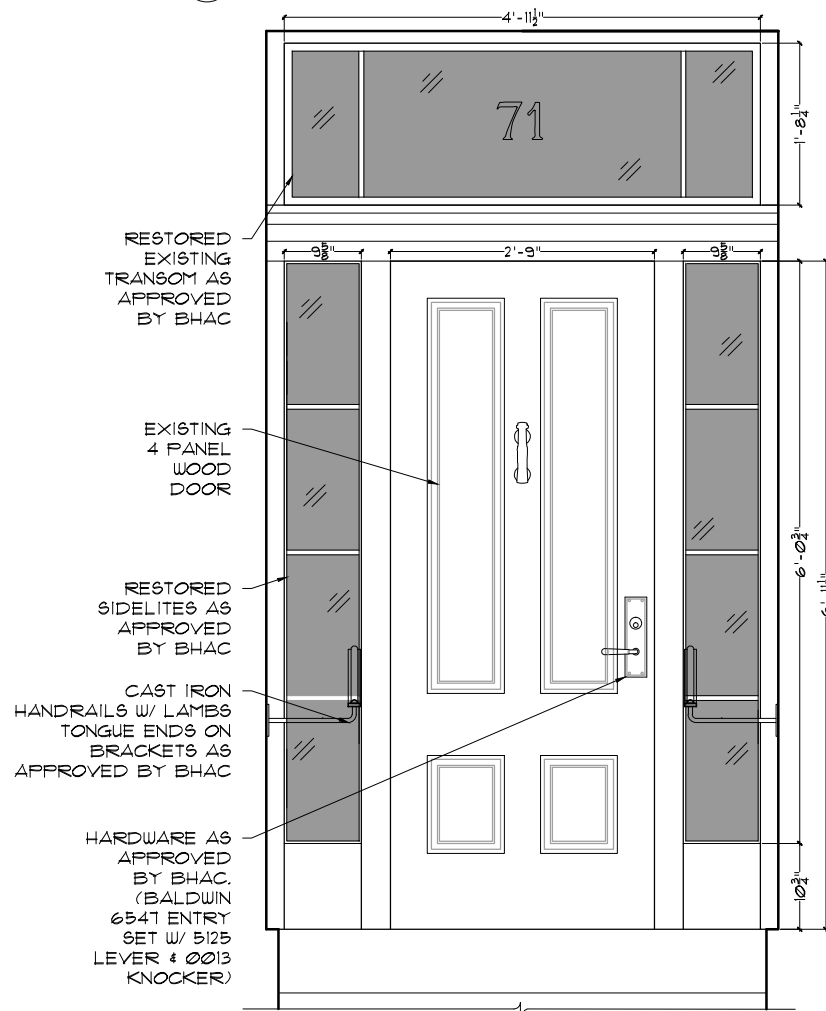 4'-11½"
71
1'-8¼"
RESTORED
EXISTING
TRANSOM AS
APPROVED
BY BHAC
9⅝"
2'-9"
9⅝"
EXISTING
4 PANEL
WOOD
DOOR
6'-0¾"
RESTORED
SIDELITES AS
APPROVED
BY BHAC
CAST IRON
HANDRAILS W/ LAMBS
TONGUE ENDS ON
BRACKETS AS
APPROVED BY BHAC
HARDWARE AS
APPROVED
BY BHAC.
(BALDWIN
6547 ENTRY
SET W/ 5125
LEVER & 0013
KNOCKER)
10¾"